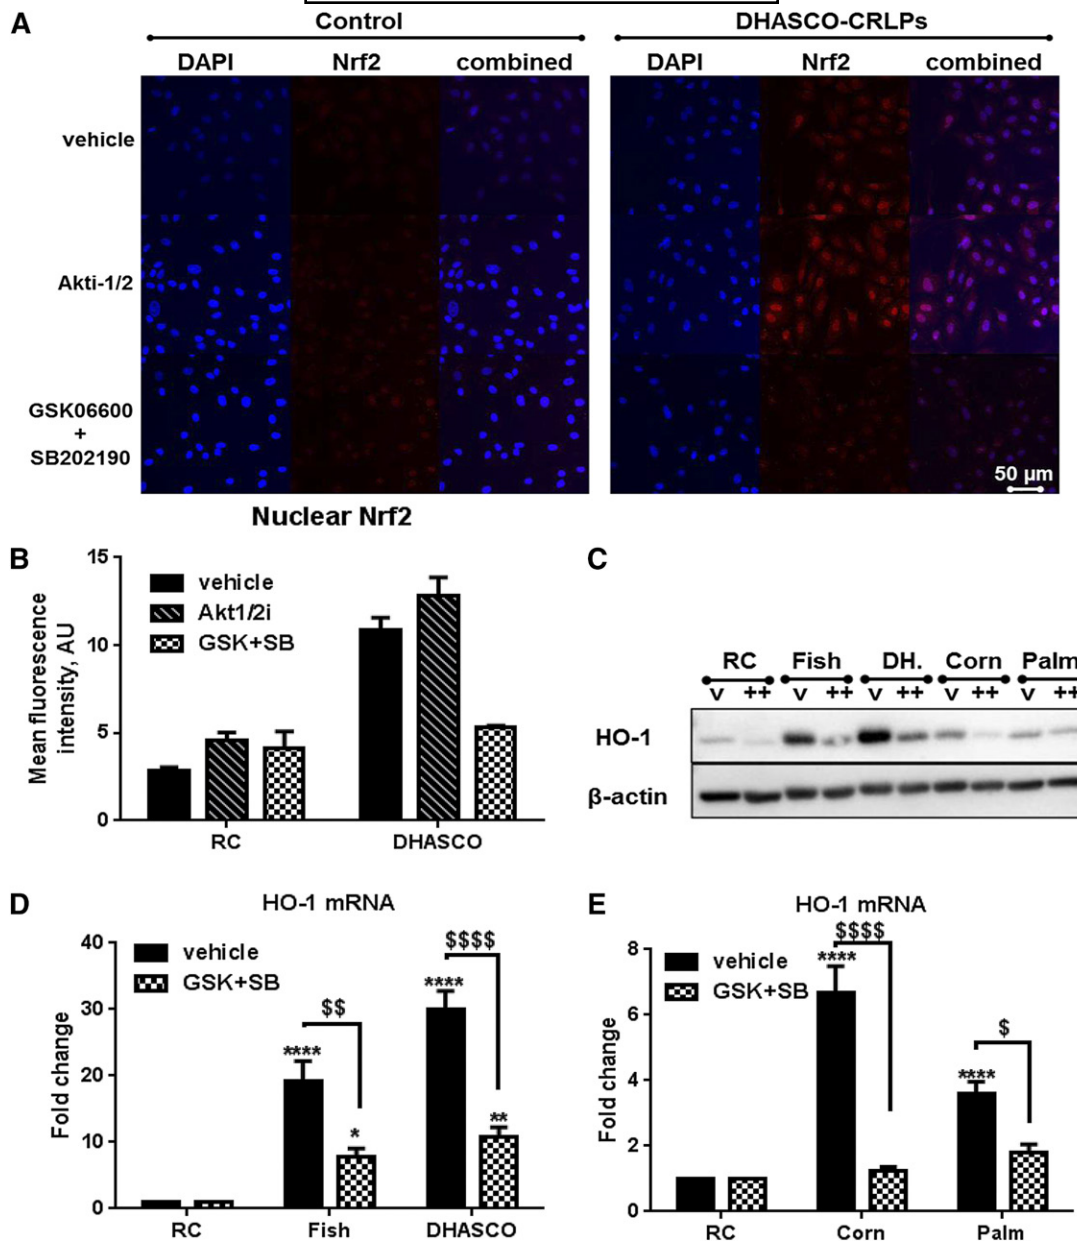 A
Control
DHASCO-CRLPs
DAPI Nrf2 combined
DAPI Nrf2 combined
vehicle
Akti-1/2
GSK06600
+
SB202190
50 µm
Nuclear Nrf2
B
Mean fluorescence
intensity, AU
15
10
5
0
vehicle
Akt1/2i
GSK+SB
RC DHASCO
C
RC Fish DH. Corn Palm
v ++ v ++ v ++ v ++ v ++
HO-1
β-actin
D
HO-1 mRNA
Fold change
40
30
20
10
0
vehicle
GSK+SB
$$
$$$$
****
*
****
**
RC Fish DHASCO
E
HO-1 mRNA
Fold change
8
6
4
2
0
vehicle
GSK+SB
$$$$
****
$
****
RC Corn Palm